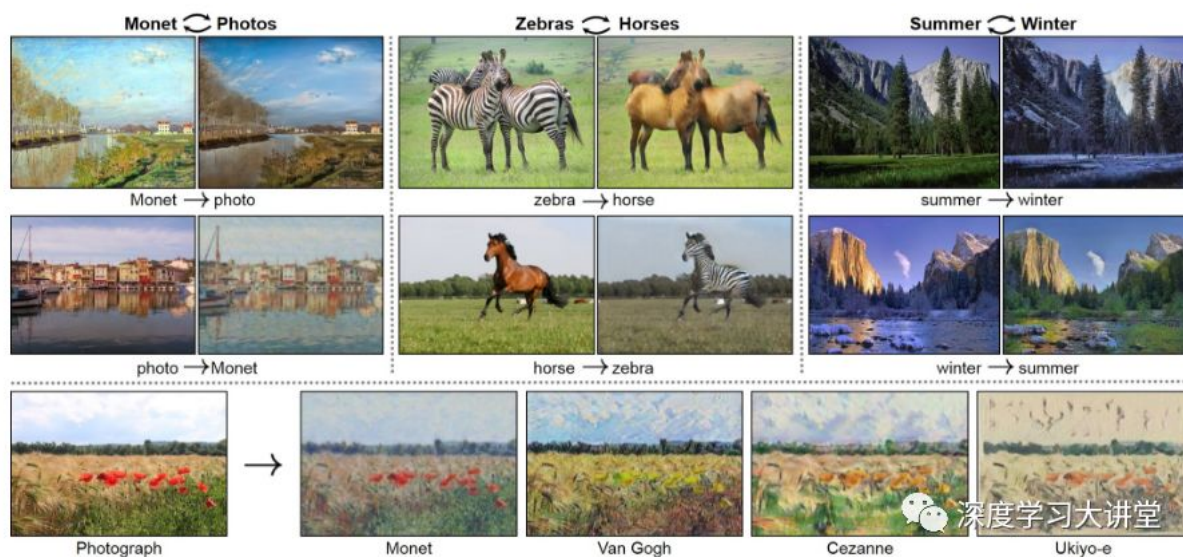 Monet Photos
Zebras Horses
Summer Winter
Monet → photo
zebra → horse
summer → winter
photo → Monet
horse → zebra
winter → summer
深度学习大讲堂
Photograph
Monet
Van Gogh
Cezanne
Ukiyo-e